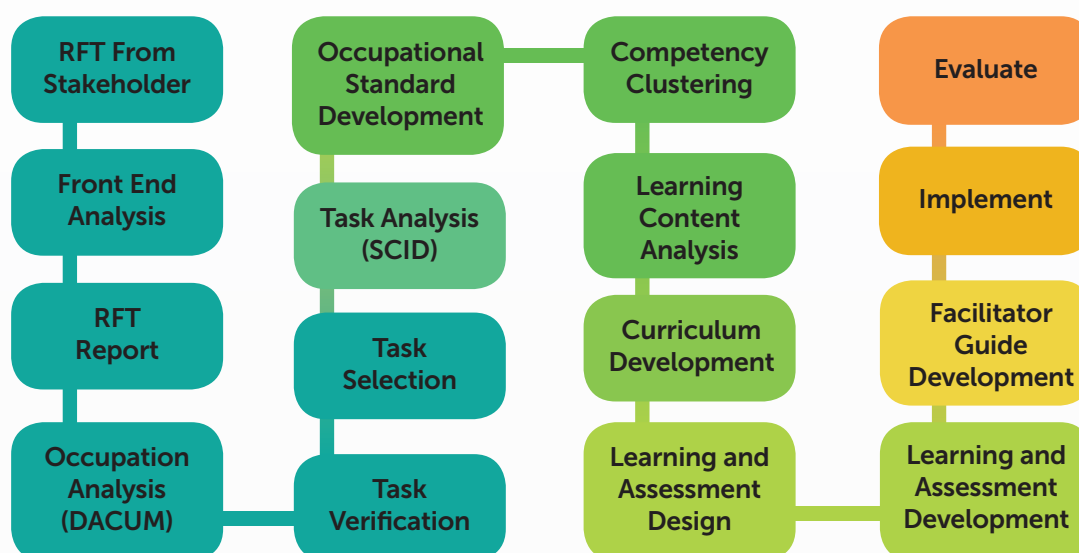 RFT From
Stakeholder
Front End
Analysis
RFT
Report
Occupation
Analysis
(DACUM)
Task
Verification
Task
Selection
Task Analysis
(SCID)
Occupational
Standard
Development
Competency
Clustering
Learning
Content
Analysis
Curriculum
Development
Learning and
Assessment
Design
Learning and
Assessment
Development
Facilitator
Guide
Development
Implement
Evaluate